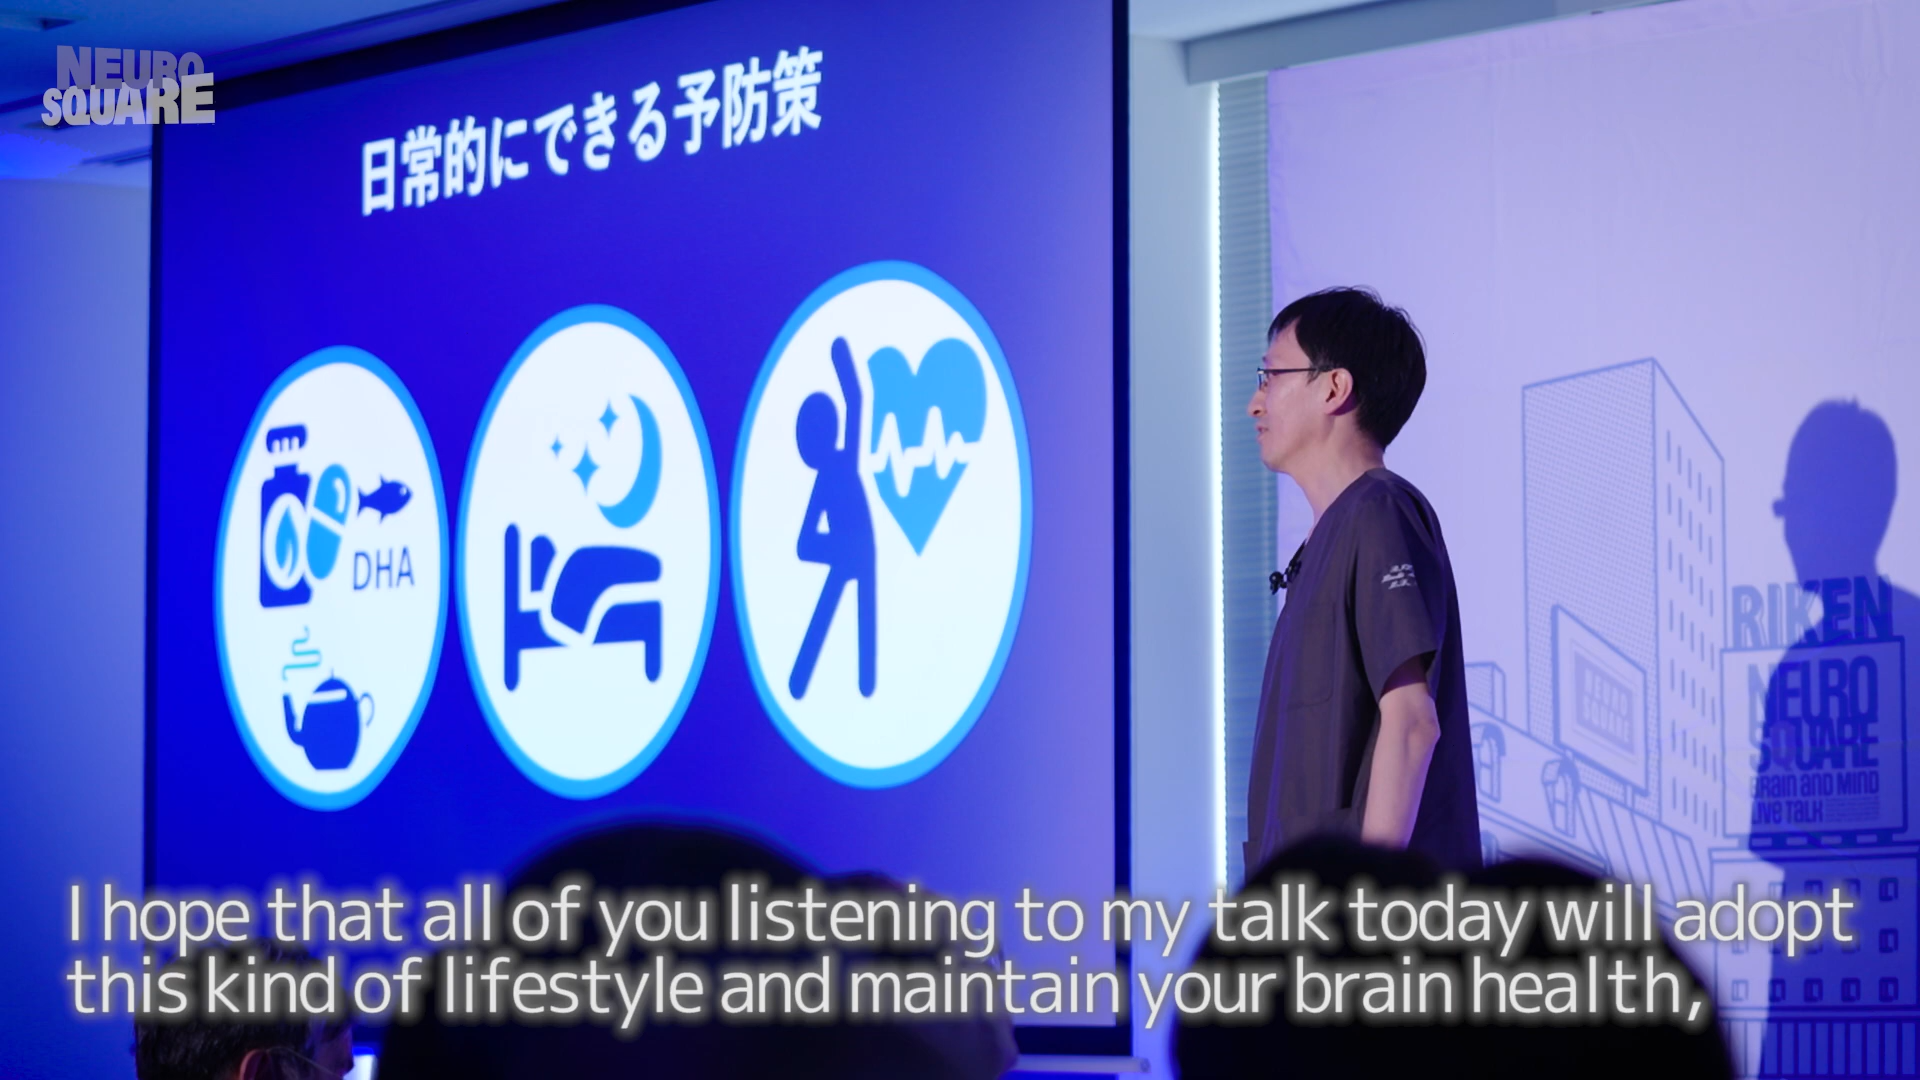 NEURO
SQUARE
日常的にできる予防策
DHA
RIKEN
NEURO
SQUARE
BRAIN AND MIND
LIVE TALK
I hope that all of you listening to my talk today will adopt
this kind of lifestyle and maintain your brain health,